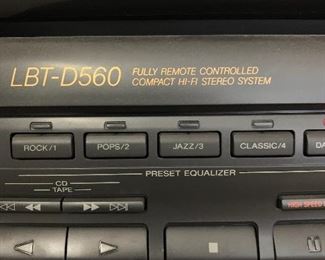 LBT-D560 FULLY REMOTE CONTROLLED
COMPACT HI-FI STEREO SYSTEM
ROCK/1 POPS/2 JAZZ/3 CLASSIC/4 DA
PRESET EQUALIZER
CD
TAPE
HIGH SPEED